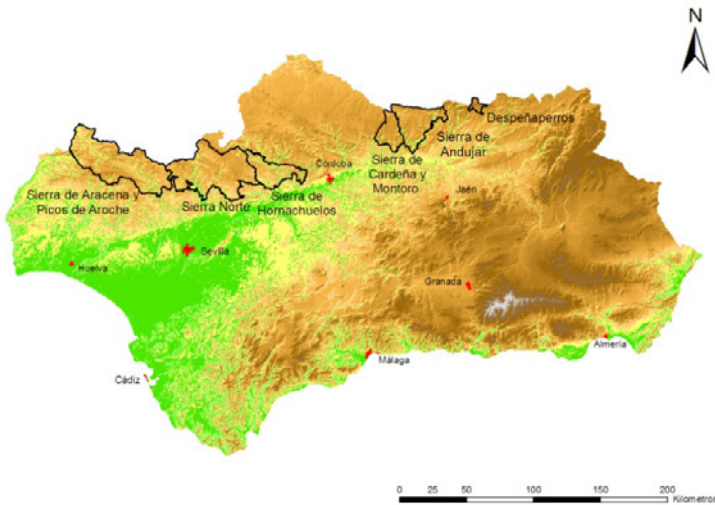 N
Despeñaperros
Sierra de
Andujar
Sierra de
Cardeña y
Montoro
Córdoba
Jaén
Sierra de Aracena y
Picos de Aroche
Sierra Norte
Sierra de
Hornachuelos
Sevilla
Huelva
Granada
Almería
Málaga
Cádiz
0 25 50 100 150 200
Kilometros